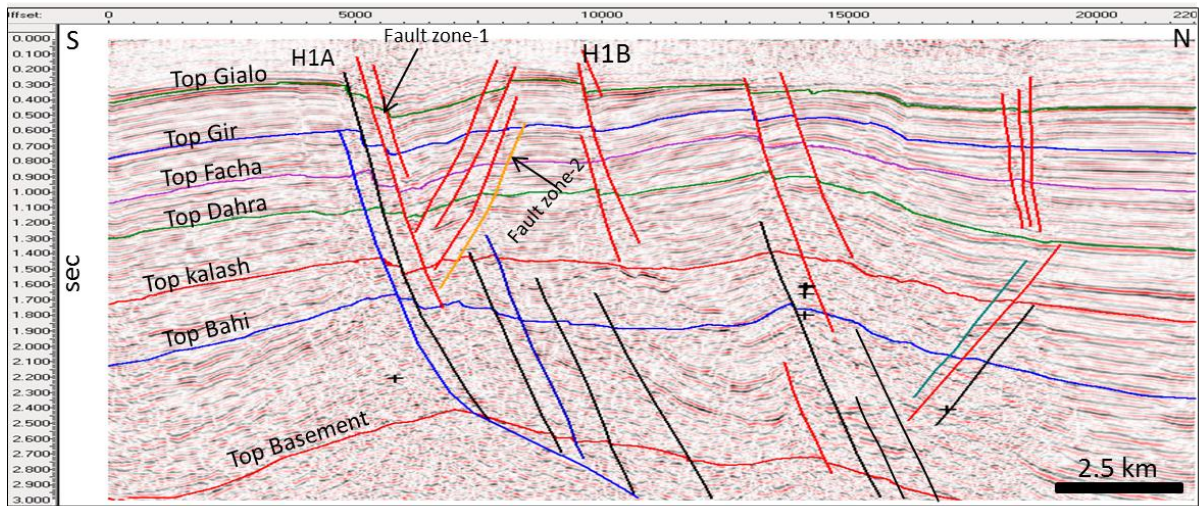 ffset: 0 5000 10000 15000 20000 222
S
N
Fault zone-1
H1A
H1B
Top Gialo
Top Gir
Top Facha
Top Dahra
Fault zone-2
Top kalash
Top Bahi
Top Basement
sec
2.5 km
0.000
0.100
0.200
0.300
0.400
0.500
0.600
0.700
0.800
0.900
1.000
1.100
1.200
1.300
1.400
1.500
1.600
1.700
1.800
1.900
2.000
2.100
2.200
2.300
2.400
2.500
2.600
2.700
2.800
2.900
3.000